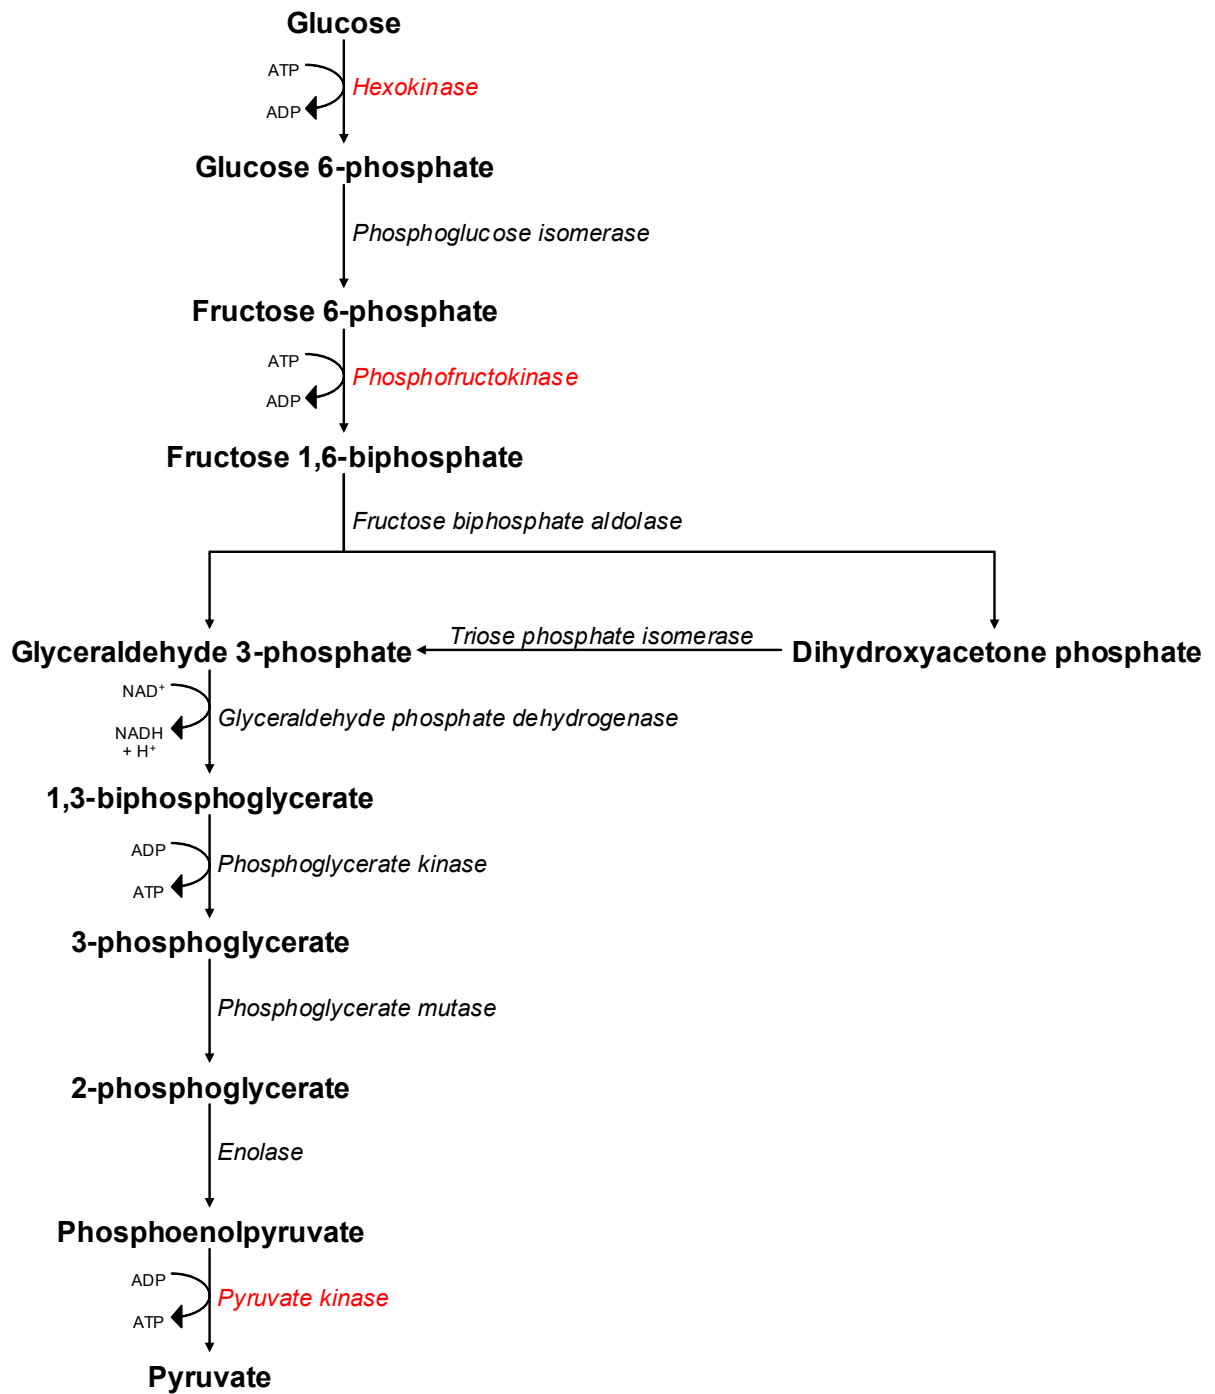 Glucose
ATP
Hexokinase
ADP
Glucose 6-phosphate
Phosphoglucose isomerase
Fructose 6-phosphate
ATP
Phosphofructokinase
ADP
Fructose 1,6-biphosphate
Fructose biphosphate aldolase
Triose phosphate isomerase
Glyceraldehyde 3-phosphate
Dihydroxyacetone phosphate
NAD⁺
Glyceraldehyde phosphate dehydrogenase
NADH
+ H⁺
1,3-biphosphoglycerate
ADP
Phosphoglycerate kinase
ATP
3-phosphoglycerate
Phosphoglycerate mutase
2-phosphoglycerate
Enolase
Phosphoenolpyruvate
ADP
Pyruvate kinase
ATP
Pyruvate